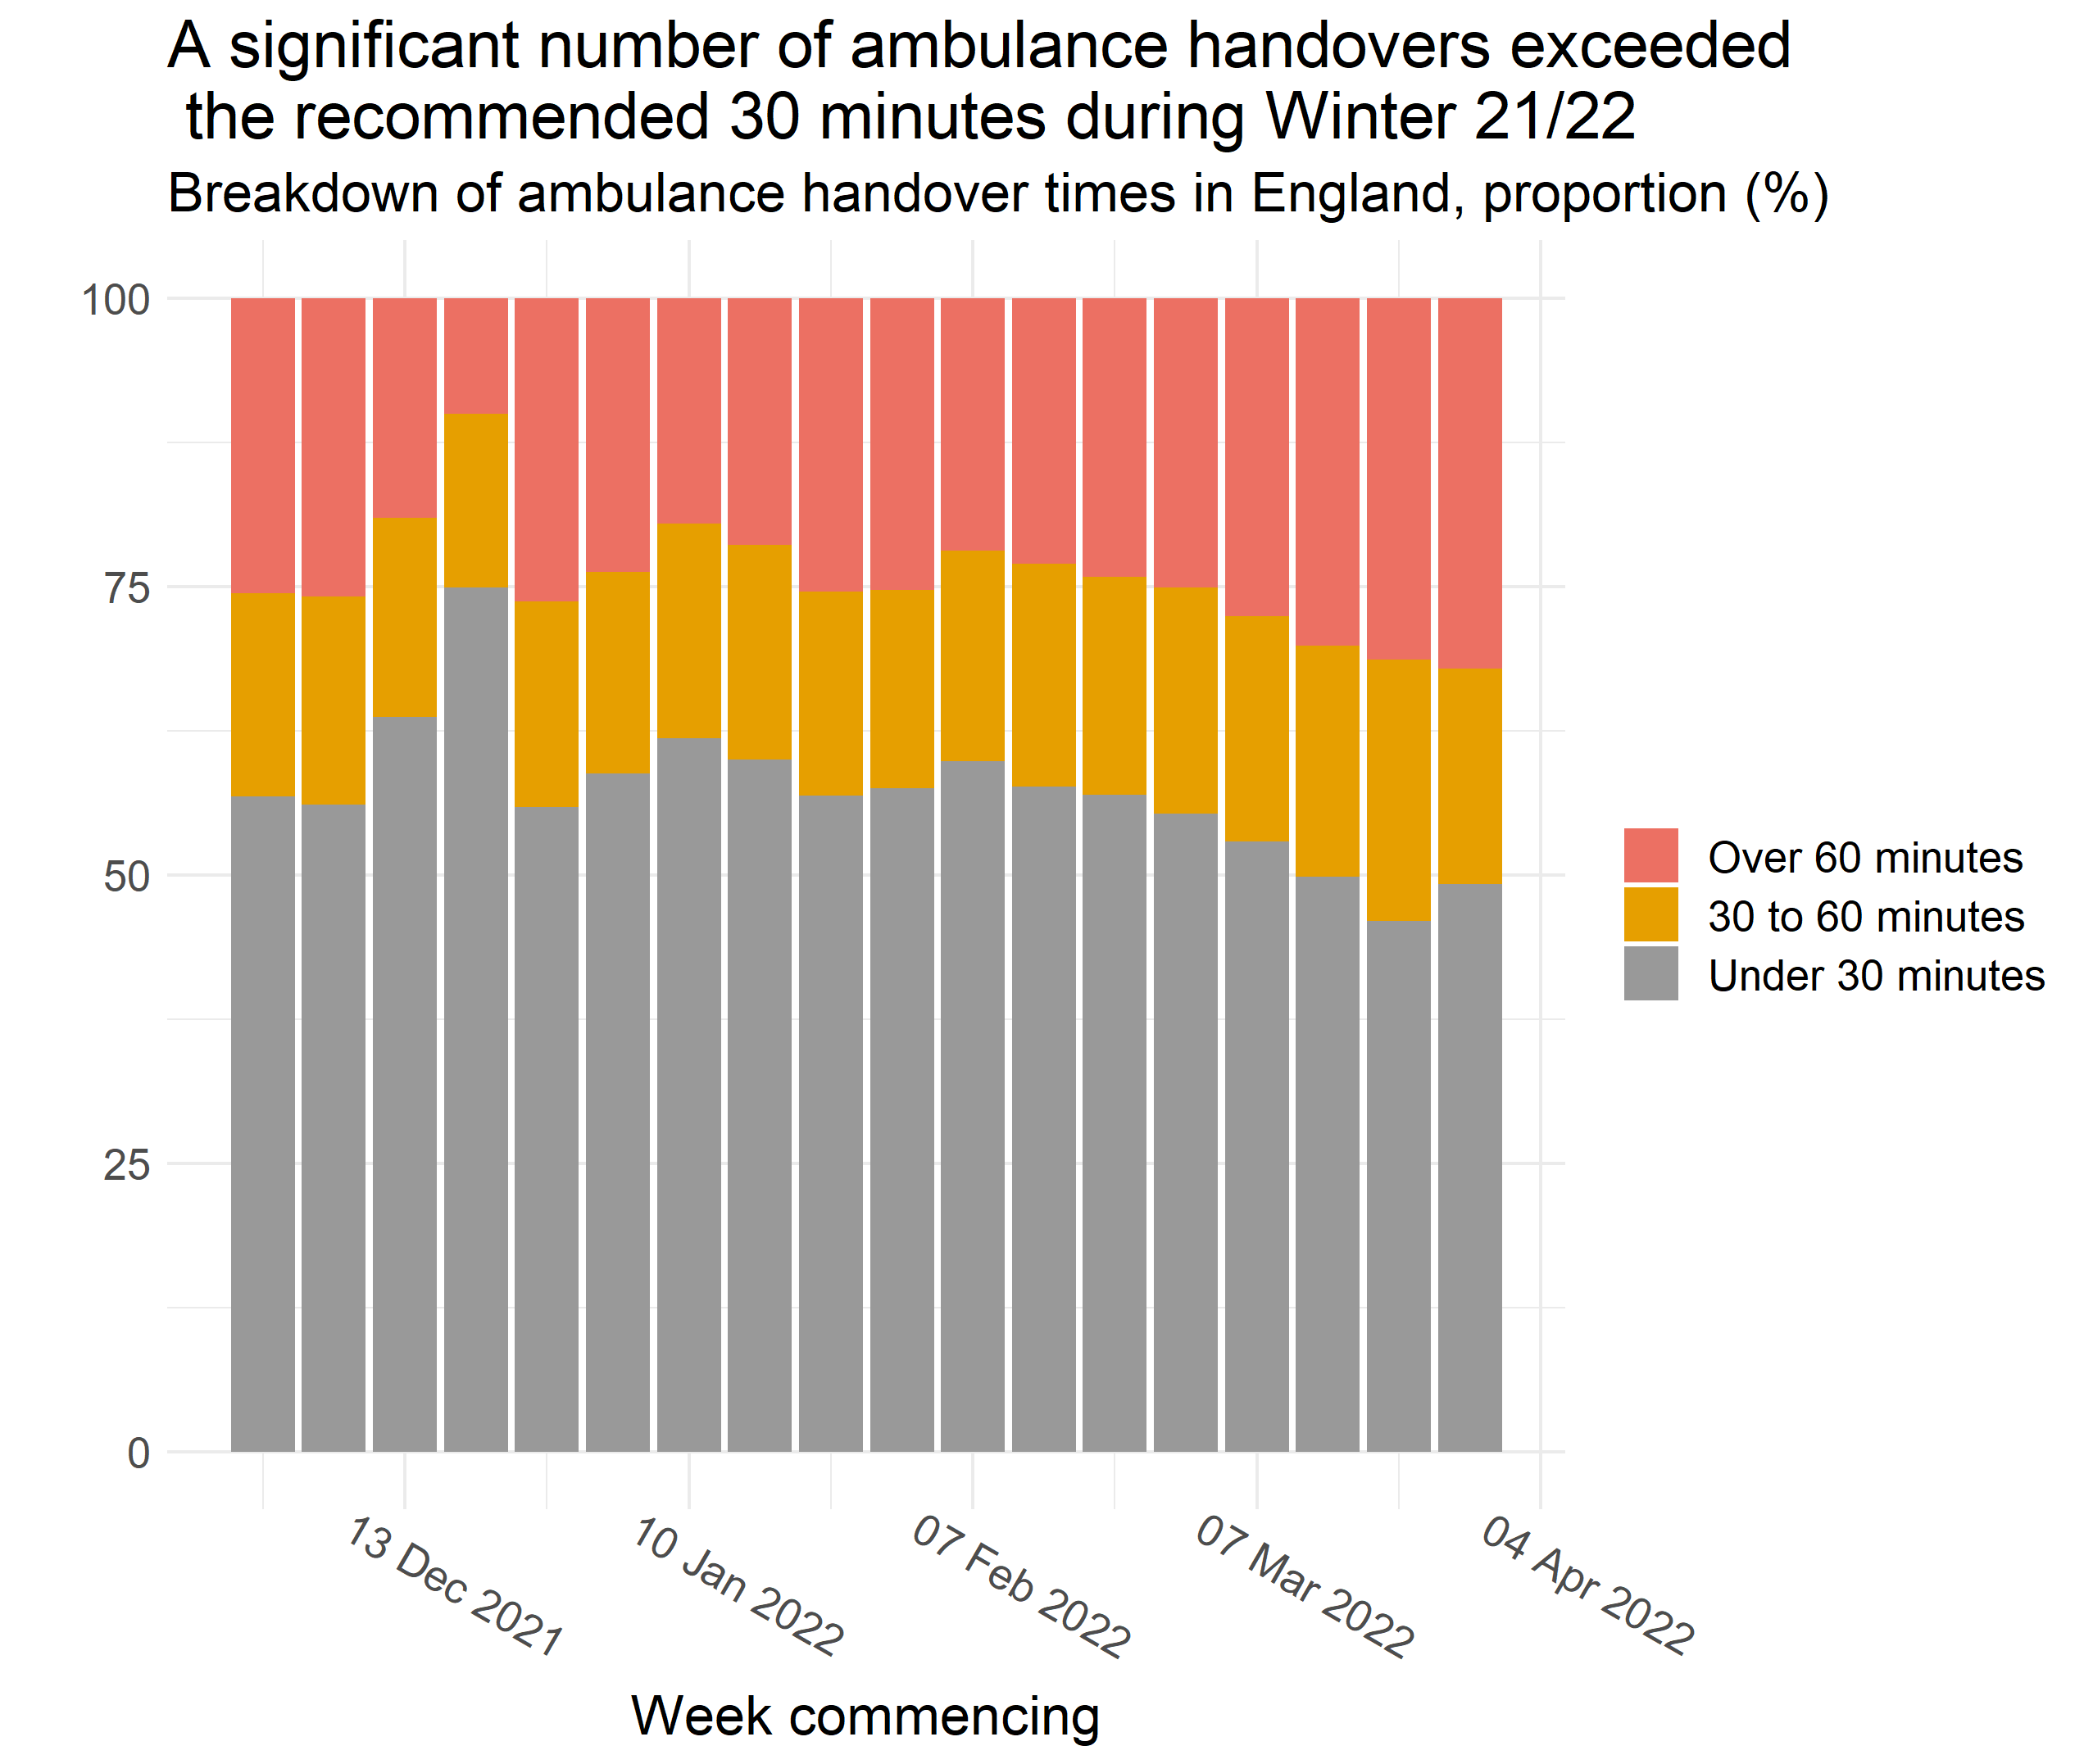 A significant number of ambulance handovers exceeded
the recommended 30 minutes during Winter 21/22
Breakdown of ambulance handover times in England, proportion (%)
100
75
50
25
0
Over 60 minutes
30 to 60 minutes
Under 30 minutes
13 Dec 2021
10 Jan 2022
07 Feb 2022
07 Mar 2022
04 Apr 2022
Week commencing